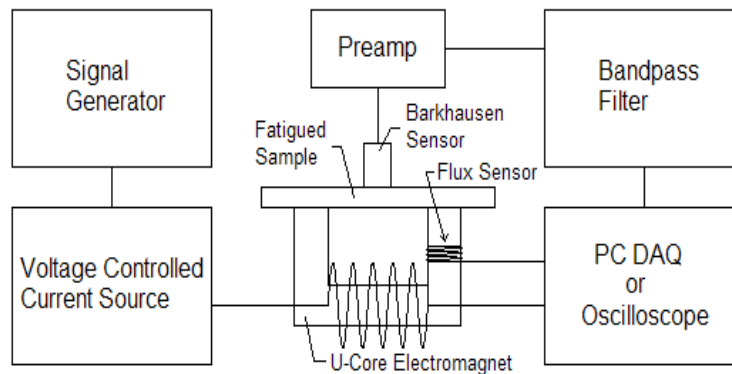 Signal
Generator
Preamp
Bandpass
Filter
Barkhausen
Sensor
Fatigued
Sample
Flux Sensor
Voltage Controlled
Current Source
PC DAQ
or
Oscilloscope
U-Core Electromagnet